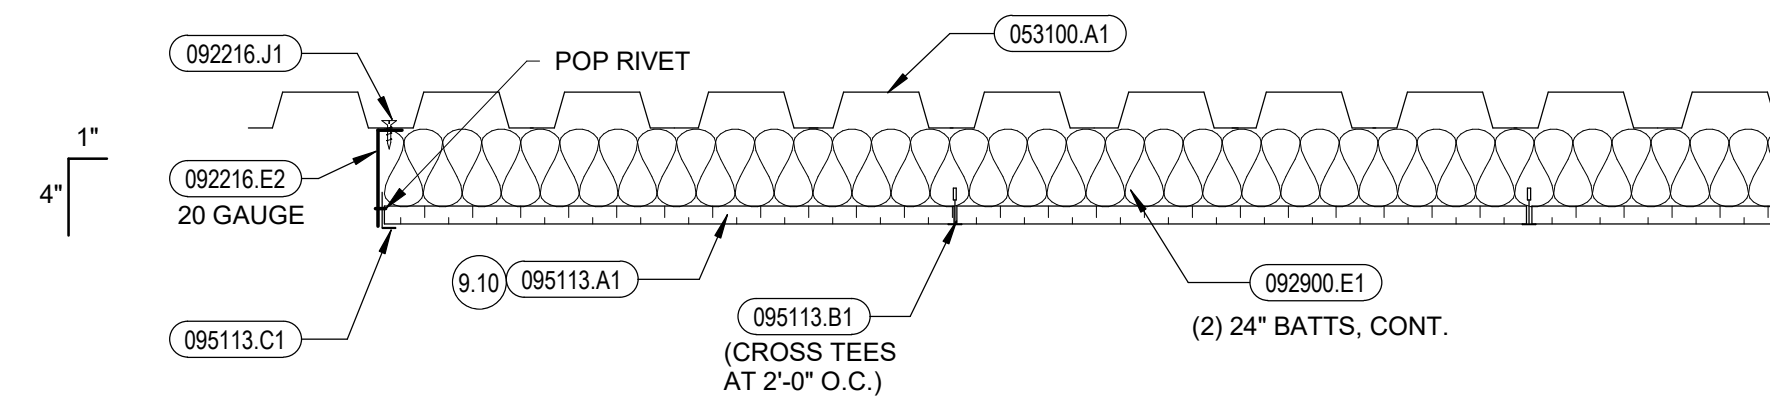 053100.A1
092216.J1
POP RIVET
1"
4"
092216.E2
20 GAUGE
9.10
095113.A1
092900.E1
095113.B1
(2) 24" BATTS, CONT.
095113.C1
(CROSS TEES
AT 2'-0" O.C.)